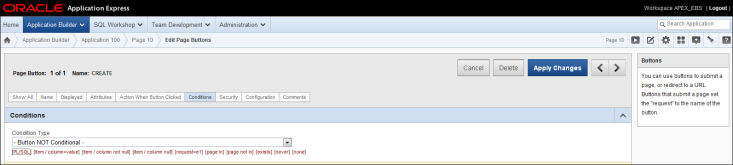 ORACLE Application Express
Workspace APEX_EBS ( Logout )
Home Application Builder SQL Workshop Team Development Administration Search Application
Application Builder Application 100 Page 10 Edit Page Buttons Page 10
Page Button: 1 of 1 Name: CREATE
Cancel Delete Apply Changes
Show All Name Displayed Attributes Action When Button Clicked Conditions Security Configuration Comments
Conditions
Condition Type
- Button NOT Conditional -
[PL/SQL] [item / column=value] [item / column not null] [item / column null] [request=e1] [page in] [page not in] [exists] [never] [none]
Buttons
You can use buttons to submit a
page, or redirect to a URL.
Buttons that submit a page set
the "request" to the name of the
button.